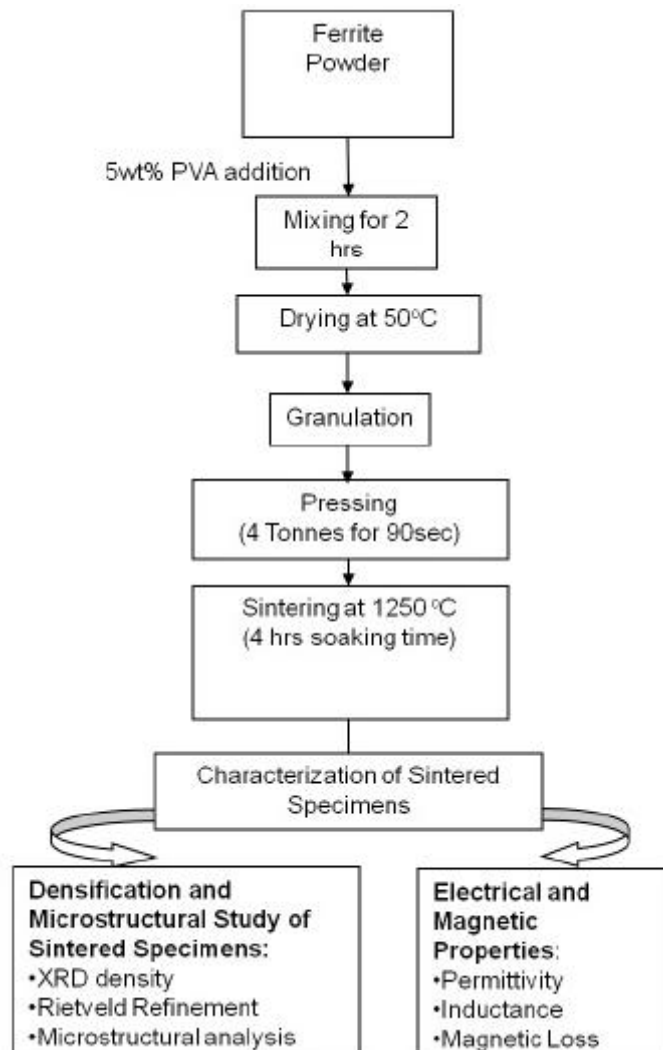 Ferrite
Powder
5wt% PVA addition
Mixing for 2
hrs
Drying at 50°C
Granulation
Pressing
(4 Tonnes for 90sec)
Sintering at 1250 °C
(4 hrs soaking time)
Characterization of Sintered
Specimens
Densification and
Microstructural Study of
Sintered Specimens:
•XRD density
•Rietveld Refinement
•Microstructural analysis
Electrical and
Magnetic
Properties:
•Permittivity
•Inductance
•Magnetic Loss